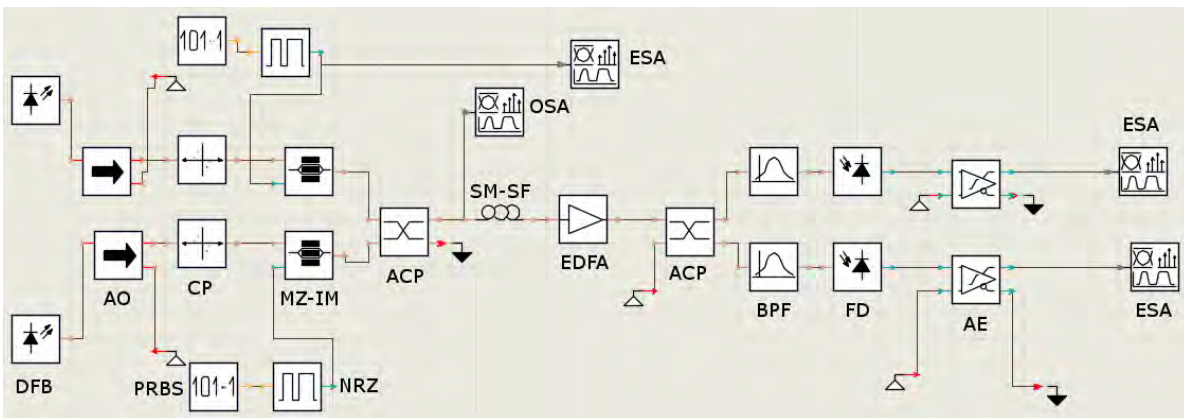 101-1
ESA
OSA
ESA
SM-SF
EDFA
ACP
AO
CP
MZ-IM
ACP
BPF
FD
AE
ESA
DFB
PRBS
101-1
NRZ